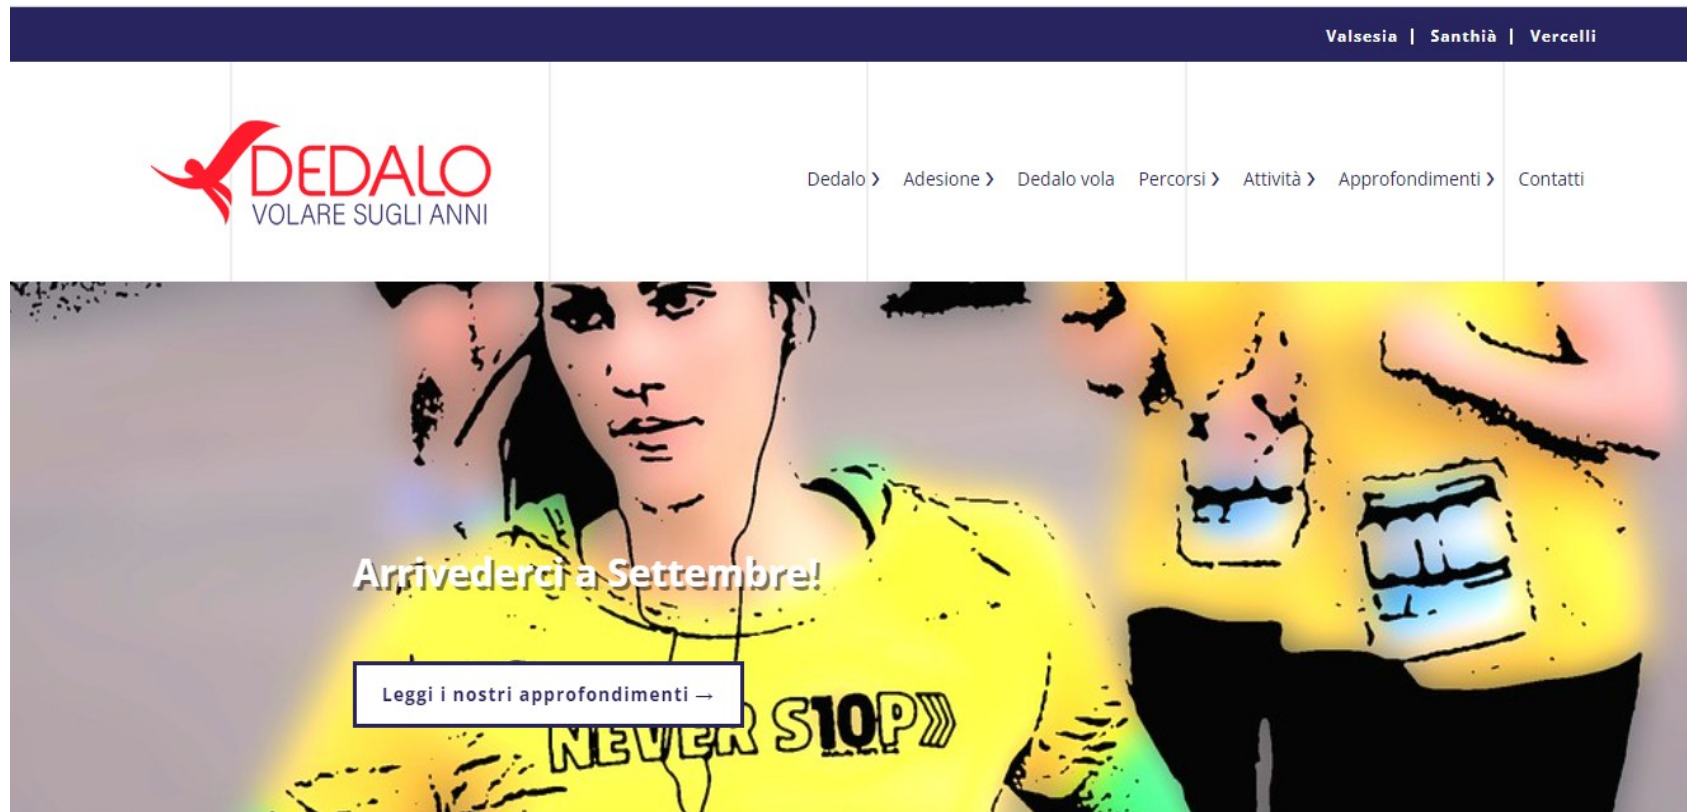 Valsesia | Santhià | Vercelli
DEDALO
VOLARE SUGLI ANNI
Dedalo › Adesione › Dedalo vola Percorsi › Attività › Approfondimenti › Contatti
Arrivederci a Settembre!
Leggi i nostri approfondimenti →
NEVER S10P»